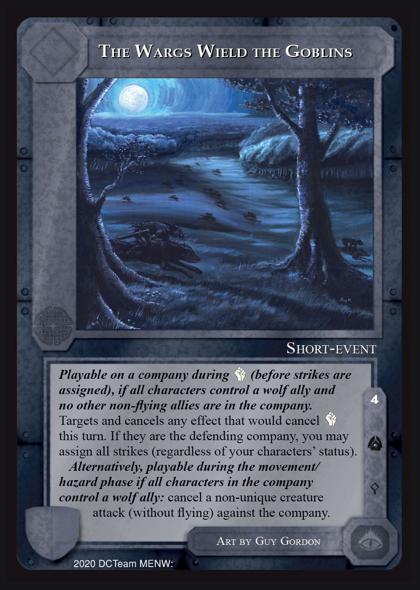 The Wargs Wield the Goblins
Short-event
Playable on a company during (before strikes are
assigned), if all characters control a wolf ally and
no other non-flying allies are in the company.
Targets and cancels any effect that would cancel
this turn. If they are the defending company, you may
assign all strikes (regardless of your characters' status).
Alternatively, playable during the movement/
hazard phase if all characters in the company
control a wolf ally: cancel a non-unique creature
attack (without flying) against the company.
4
Art by Guy Gordon
2020 DCTeam MENW: